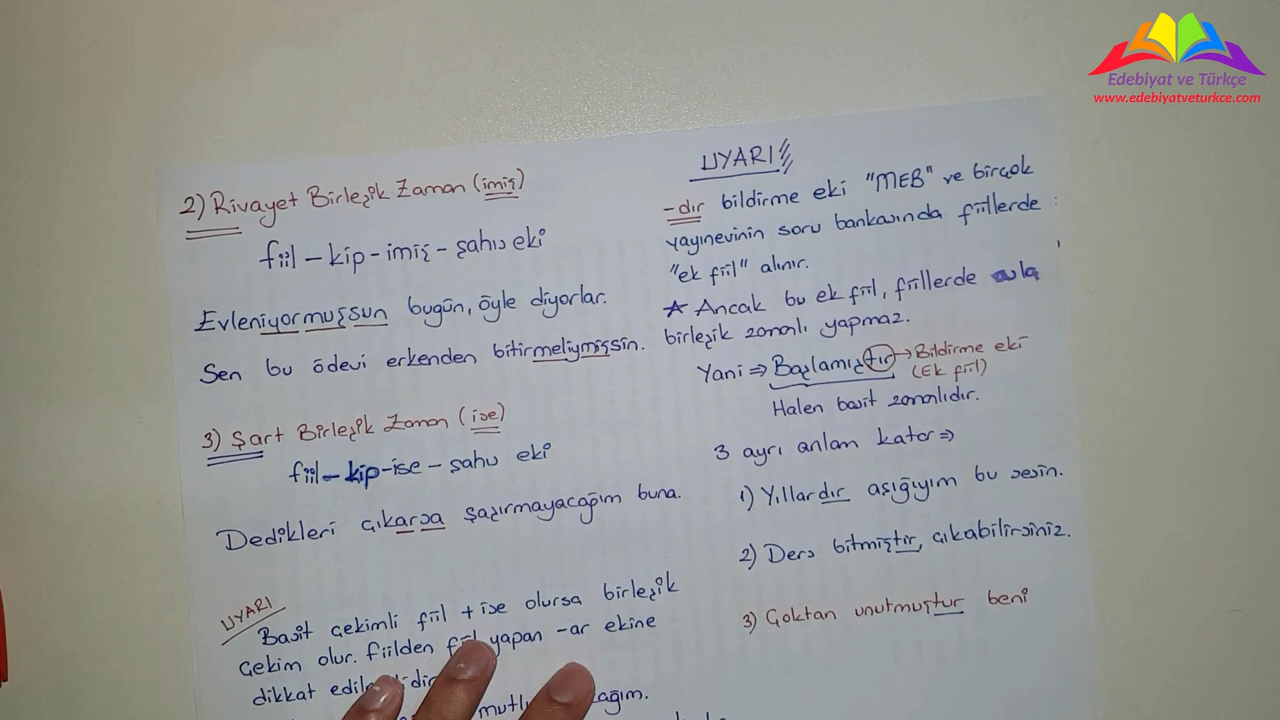 Edebiyat ve Türkçe
www.edebiyatveturkce.com
2) Rivayet Birleşik Zaman (imiş)
fiil - kip - imiş - şahıs eki
Evleniyormuşsun bugün, öyle diyorlar.
Sen bu ödevi erkenden bitirmeliymişsin.
3) Şart Birleşik Zaman (ise)
fiil - kip - ise - şahıs eki
Dedikleri çıkarsa şaşırmayacağım buna.
UYARI
Basit çekimli fiil + ise olursa birleşik
çekim olur. Fiilden fiil yapan -ar ekine
dikkat
UYARI
-dır bildirme eki "MEB" ve birçok
yayınevinin soru bankasında fiillerde
"ek fiil" alınır.
* Ancak bu ek fiil, fiillerde asla
birleşik zamanlı yapmaz.
Yani ⇒ Başlamıştır → Bildirme eki
(Ek fiil)
Halen basit zamanlıdır.
3 ayrı anlam katar ⇒
1) Yıllardır aşığıyım bu sesin.
2) Ders bitmiştir, çıkabilirsiniz.
3) Çoktan unutmuştur beni